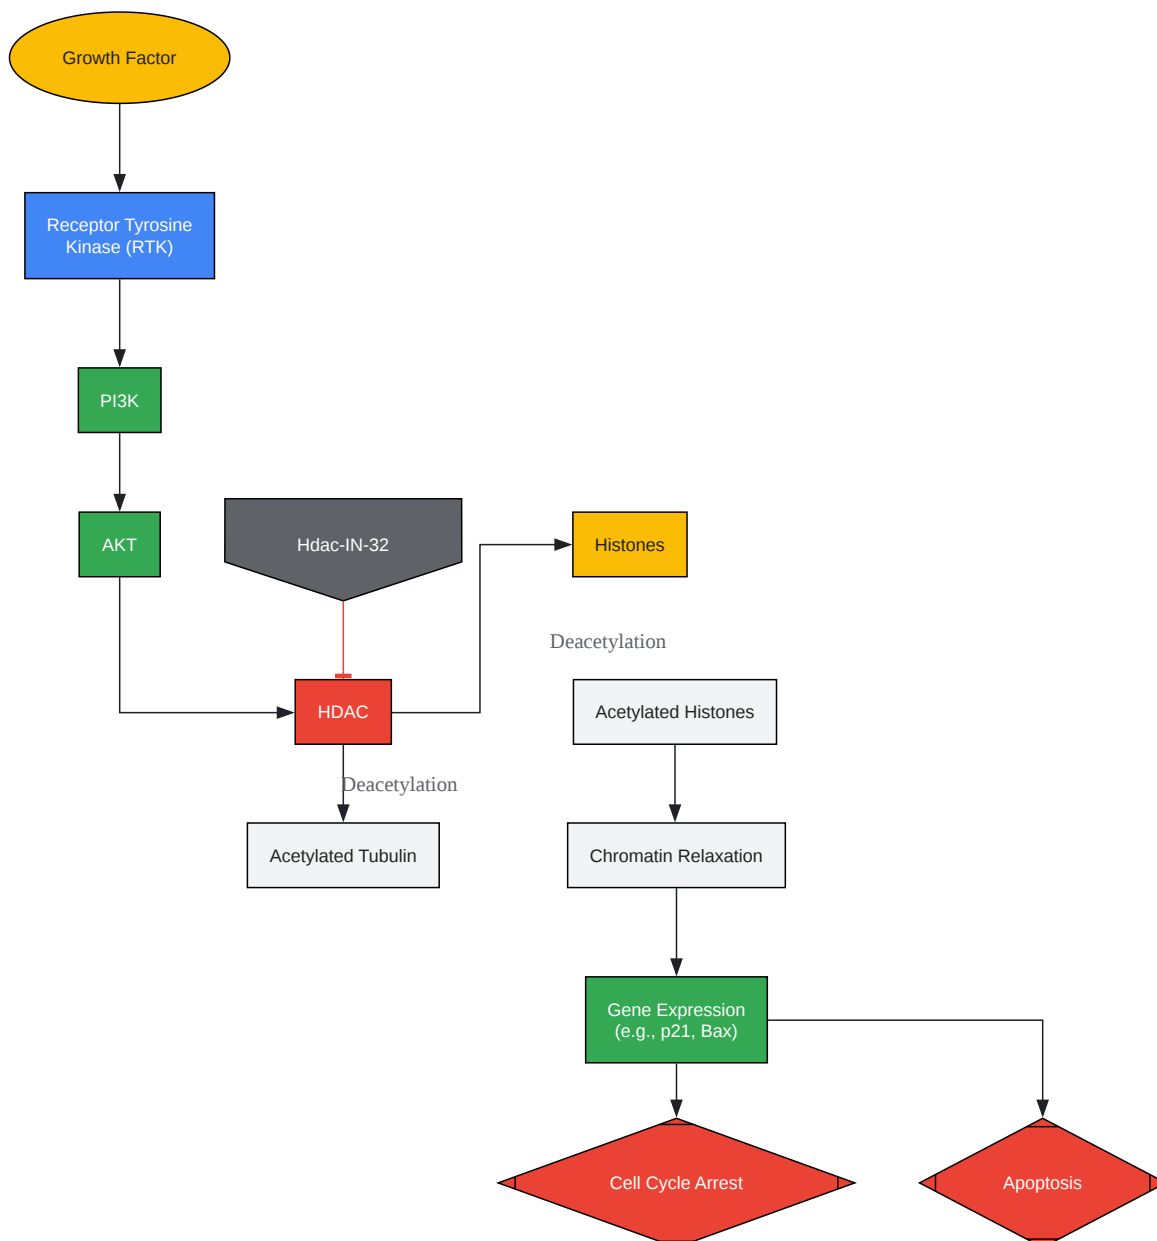 Growth Factor
Receptor Tyrosine
Kinase (RTK)
PI3K
AKT
Hdac-IN-32
Histones
Deacetylation
HDAC
Acetylated Histones
Deacetylation
Acetylated Tubulin
Chromatin Relaxation
Gene Expression
(e.g., p21, Bax)
Cell Cycle Arrest
Apoptosis